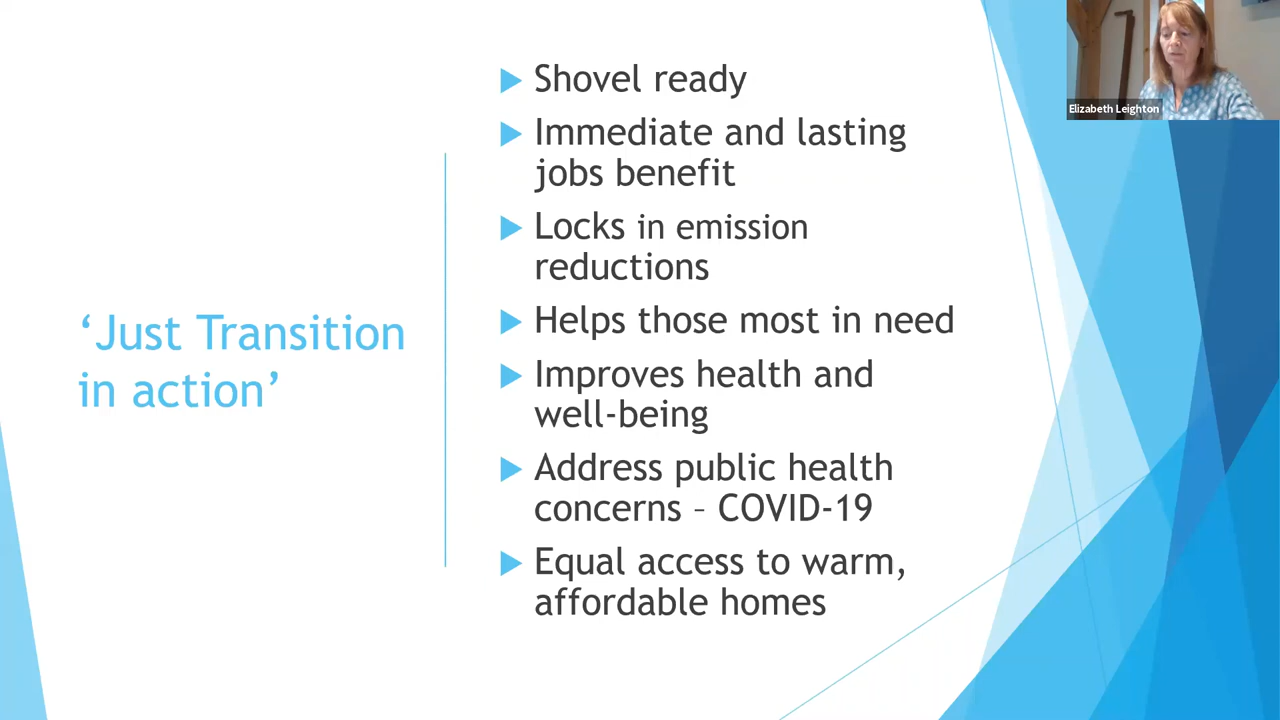 ‘Just Transition
in action’
Shovel ready
Immediate and lasting
jobs benefit
Locks in emission
reductions
Helps those most in need
Improves health and
well-being
Address public health
concerns – COVID-19
Equal access to warm,
affordable homes
Elizabeth Leighton